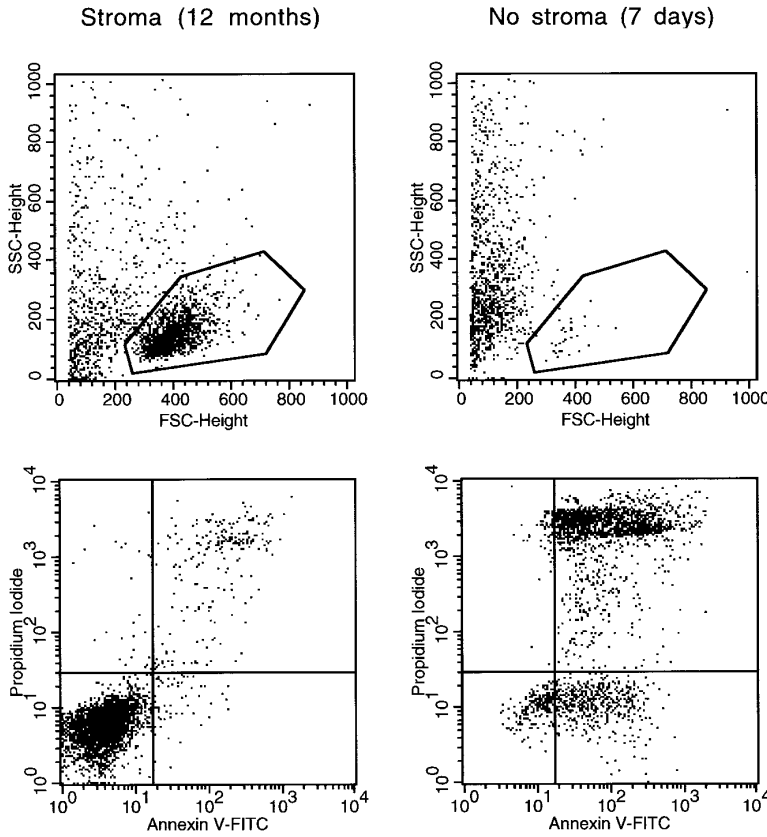 Stroma (12 months)
No stroma (7 days)
SSC-Height
1000
800
600
400
200
0
0 200 400 600 800 1000
FSC-Height
SSC-Height
1000
800
600
400
200
0
0 200 400 600 800 1000
FSC-Height
Propidium Iodide
10^4
10^3
10^2
10^1
10^0
10^0 10^1 10^2 10^3 10^4
Annexin V-FITC
Propidium Iodide
10^4
10^3
10^2
10^1
10^0
10^0 10^1 10^2 10^3 10^4
Annexin V-FITC